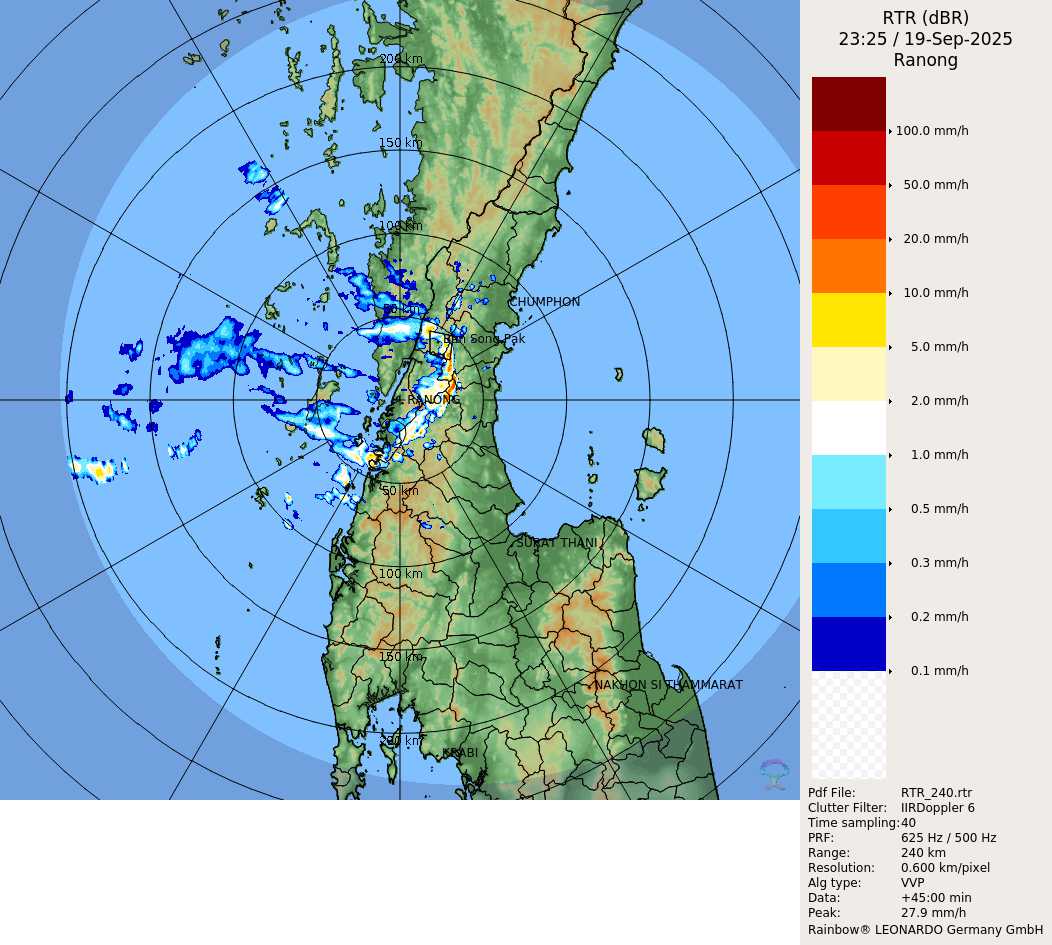 RTR (dBR)
23:25 / 19-Sep-2025
Ranong
200 km
150 km
100 km
50 km
CHUMPHON
Ban Song Pak
RANONG
50 km
SURAT THANI
100 km
150 km
NAKHON SI THAMMARAT
200 km
KRABI
100.0 mm/h
50.0 mm/h
20.0 mm/h
10.0 mm/h
5.0 mm/h
2.0 mm/h
1.0 mm/h
0.5 mm/h
0.3 mm/h
0.2 mm/h
0.1 mm/h
Pdf File: RTR_240.rtr
Clutter Filter: IIRDoppler 6
Time sampling:40
PRF: 625 Hz / 500 Hz
Range: 240 km
Resolution: 0.600 km/pixel
Alg type: VVP
Data: +45:00 min
Peak: 27.9 mm/h
Rainbow® LEONARDO Germany GmbH